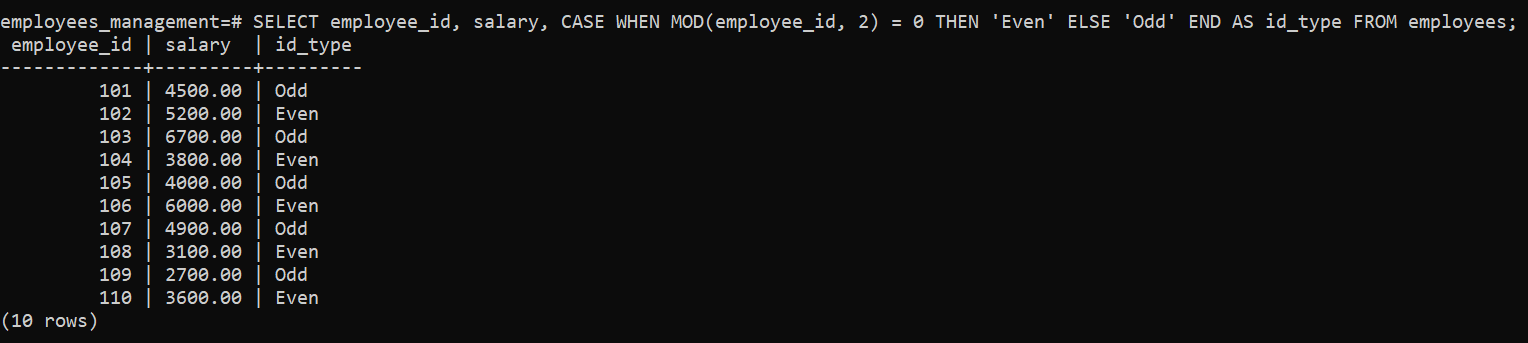 employees_management=# SELECT employee_id, salary, CASE WHEN MOD(employee_id, 2) = 0 THEN 'Even' ELSE 'Odd' END AS id_type FROM employees;
 employee_id | salary  | id_type
-------------+---------+---------
         101 | 4500.00 | Odd
         102 | 5200.00 | Even
         103 | 6700.00 | Odd
         104 | 3800.00 | Even
         105 | 4000.00 | Odd
         106 | 6000.00 | Even
         107 | 4900.00 | Odd
         108 | 3100.00 | Even
         109 | 2700.00 | Odd
         110 | 3600.00 | Even
(10 rows)